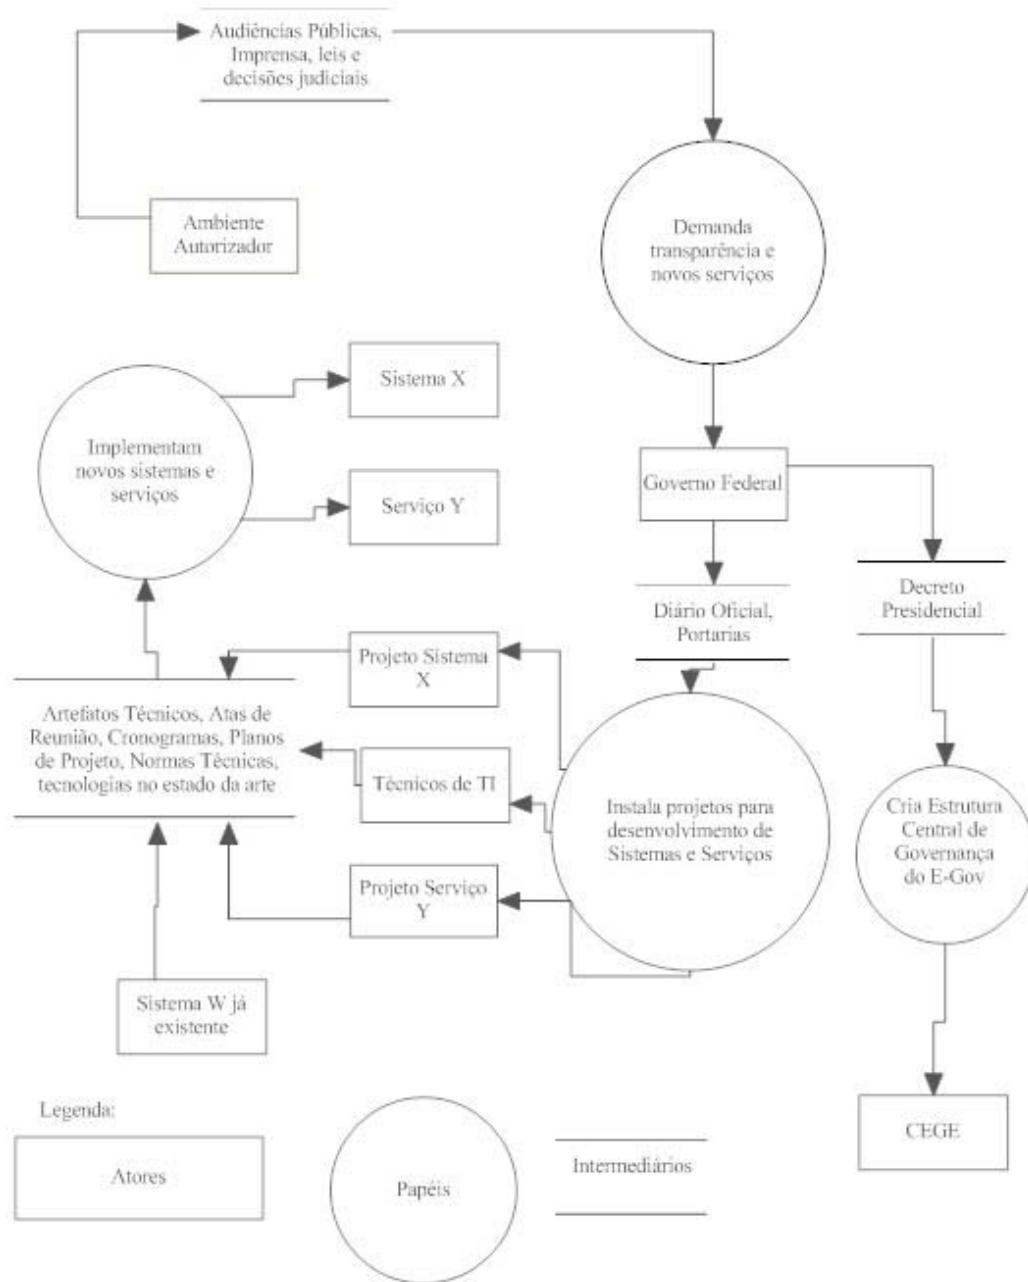 Audiências Públicas,
Imprensa, leis e
decisões judiciais
Ambiente
Autorizador
Demanda
transparência e
novos serviços
Sistema X
Implementam
novos sistemas e
serviços
Serviço Y
Governo Federal
Diário Oficial,
Portarias
Decreto
Presidencial
Projeto Sistema
X
Artefatos Técnicos, Atas de
Reunião, Cronogramas, Planos
de Projeto, Normas Técnicas,
tecnologias no estado da arte
Técnicos de TI
Instala projetos para
desenvolvimento de
Sistemas e Serviços
Cria Estrutura
Central de
Governança
do E-Gov
Projeto Serviço
Y
Sistema W já
existente
Legenda:
Atores
Papéis
Intermediários
CEGE